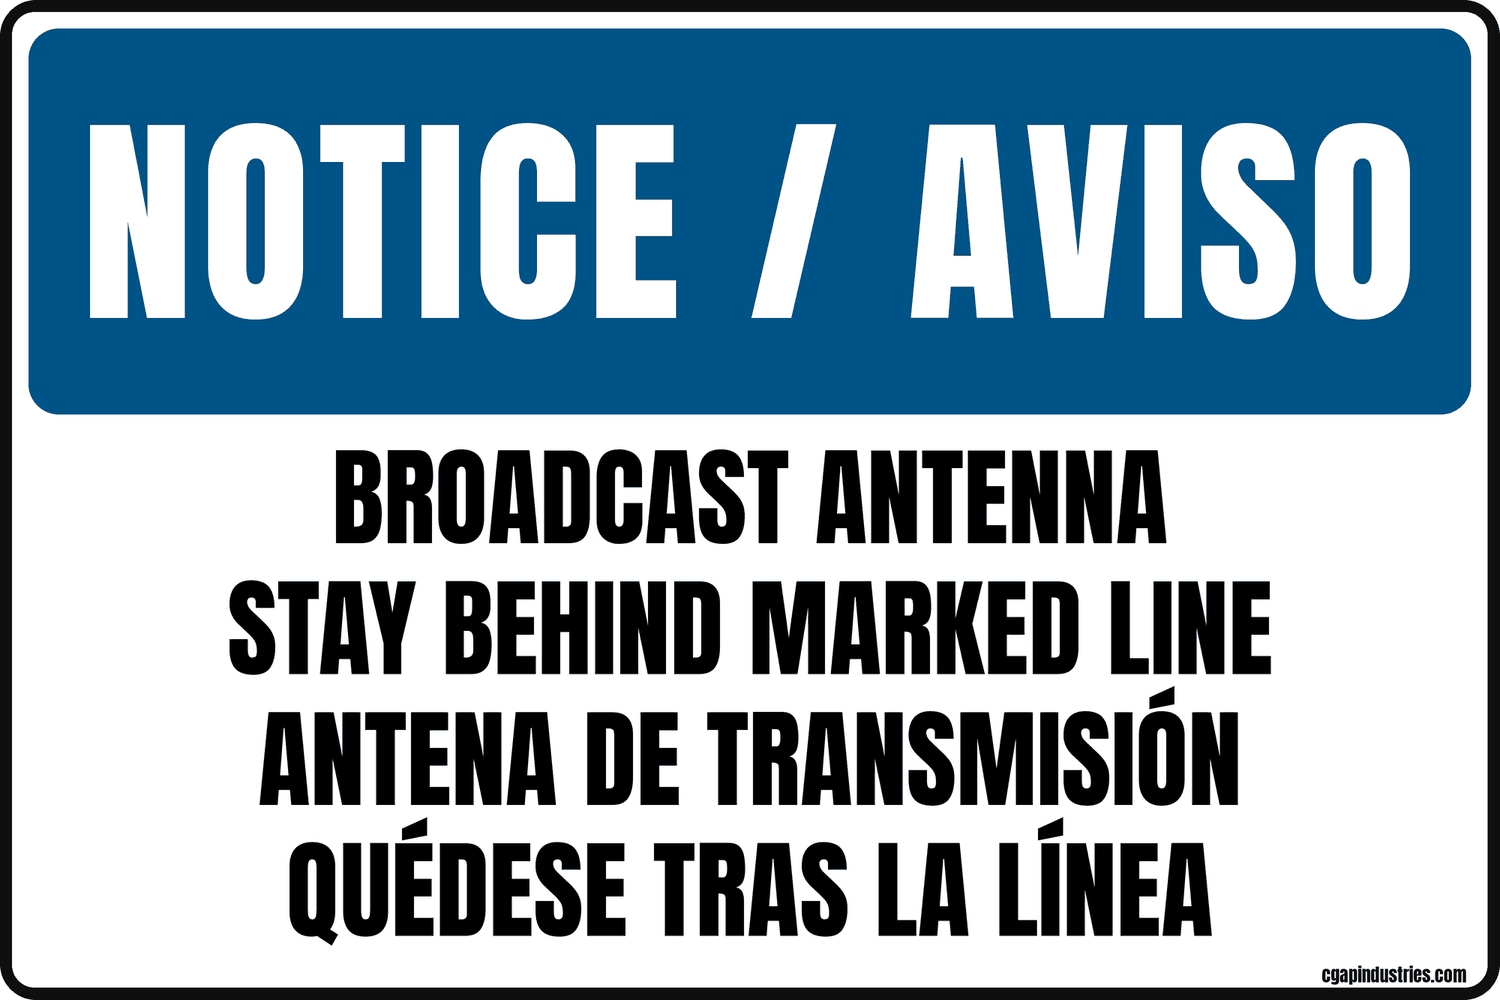 NOTICE / AVISO
BROADCAST ANTENNA
STAY BEHIND MARKED LINE
ANTENA DE TRANSMISIÓN
QUÉDESE TRAS LA LÍNEA
cgapindustries.com